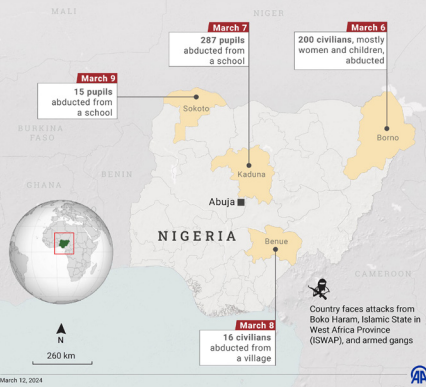 MALI
NIGER
March 7
287 pupils
abducted from
a school
March 6
200 civilians, mostly
women and children,
abducted
March 9
15 pupils
abducted from
a school
Sokoto
BURKINA
FASO
Borno
BENIN
Kaduna
GHANA
Abuja
NIGERIA
Benue
CAMEROON
Country faces attacks from
Boko Haram, Islamic State in
West Africa Province
(ISWAP), and armed gangs
March 8
16 civilians
abducted from
a village
N
260 km
March 12, 2024
AA